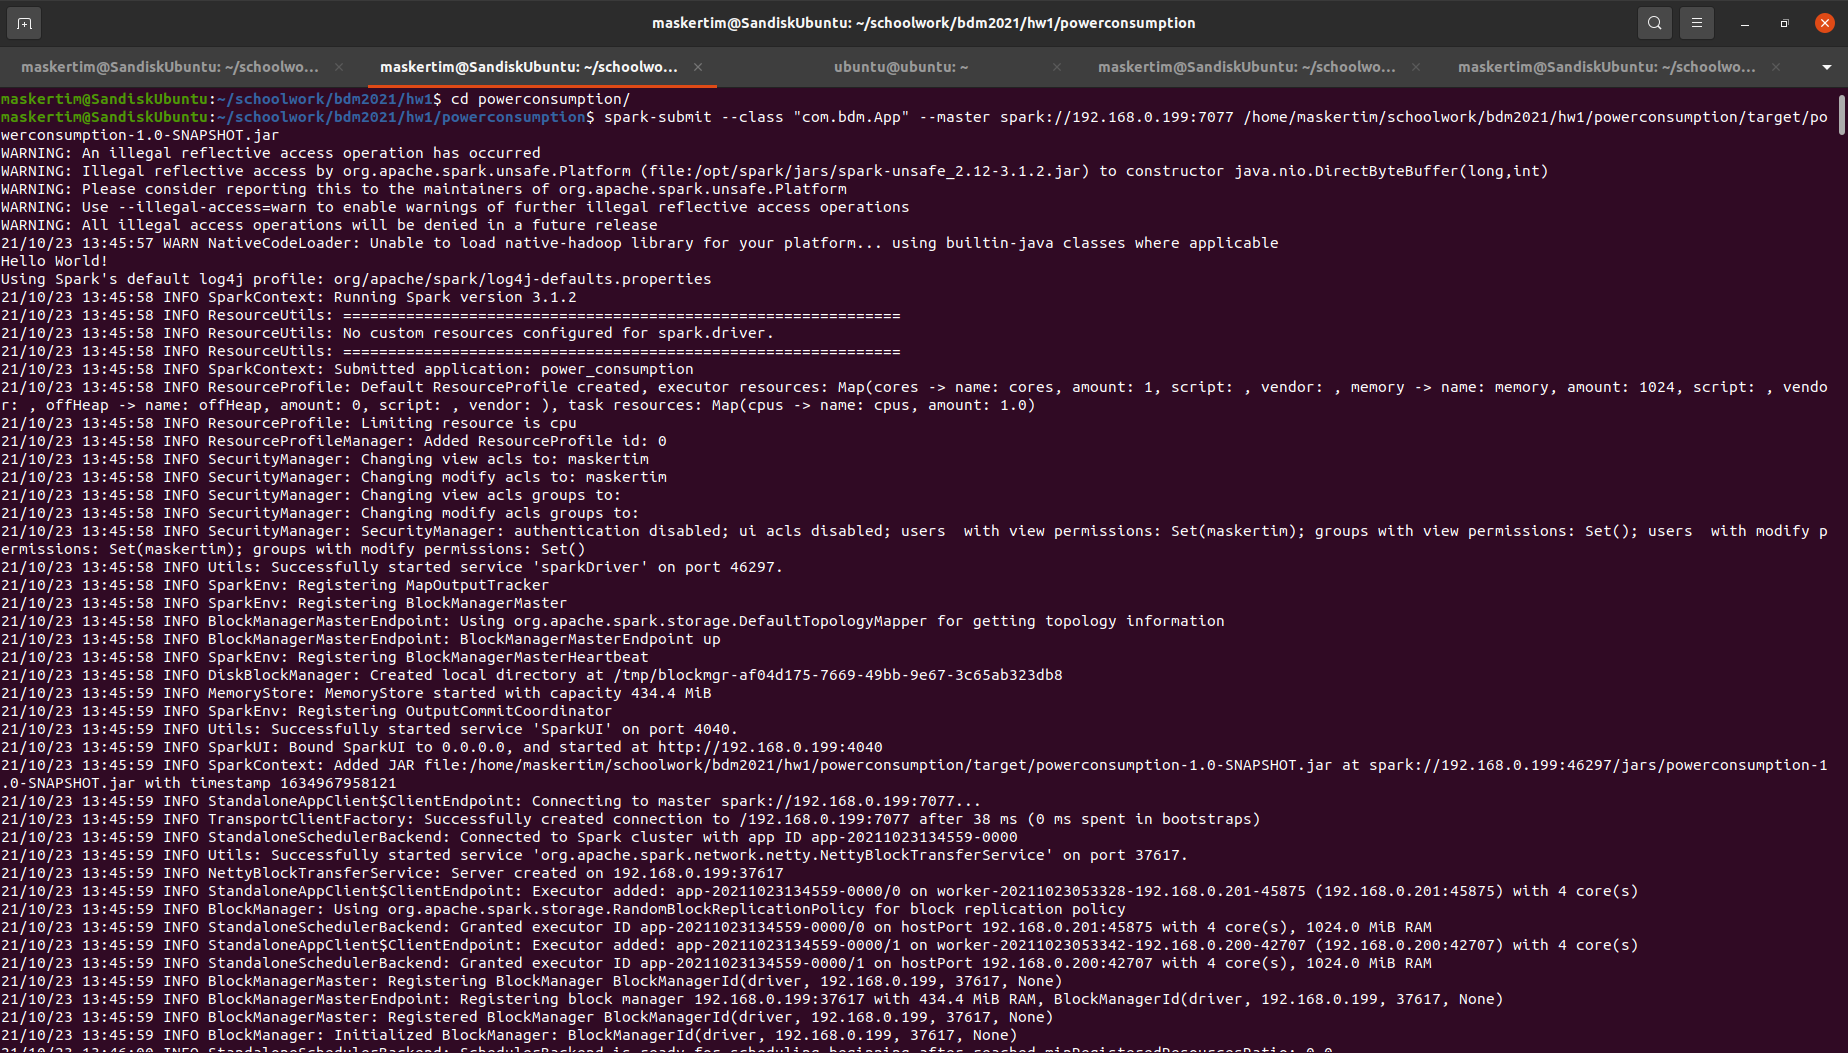 maskertim@SandiskUbuntu: ~/schoolwork/bdm2021/hw1/powerconsumption
maskertim@SandiskUbuntu: ~/schoolwo...
maskertim@SandiskUbuntu: ~/schoolwo...
ubuntu@ubuntu: ~
maskertim@SandiskUbuntu: ~/schoolwo...
maskertim@SandiskUbuntu: ~/schoolwo...
maskertim@SandiskUbuntu:~/schoolwork/bdm2021/hw1$ cd powerconsumption/
maskertim@SandiskUbuntu:~/schoolwork/bdm2021/hw1/powerconsumption$ spark-submit --class "com.bdm.App" --master spark://192.168.0.199:7077 /home/maskertim/schoolwork/bdm2021/hw1/powerconsumption/target/po
werconsumption-1.0-SNAPSHOT.jar
WARNING: An illegal reflective access operation has occurred
WARNING: Illegal reflective access by org.apache.spark.unsafe.Platform (file:/opt/spark/jars/spark-unsafe_2.12-3.1.2.jar) to constructor java.nio.DirectByteBuffer(long,int)
WARNING: Please consider reporting this to the maintainers of org.apache.spark.unsafe.Platform
WARNING: Use --illegal-access=warn to enable warnings of further illegal reflective access operations
WARNING: All illegal access operations will be denied in a future release
21/10/23 13:45:57 WARN NativeCodeLoader: Unable to load native-hadoop library for your platform... using builtin-java classes where applicable
Hello World!
Using Spark's default log4j profile: org/apache/spark/log4j-defaults.properties
21/10/23 13:45:58 INFO SparkContext: Running Spark version 3.1.2
21/10/23 13:45:58 INFO ResourceUtils: ==============================================================
21/10/23 13:45:58 INFO ResourceUtils: No custom resources configured for spark.driver.
21/10/23 13:45:58 INFO ResourceUtils: ==============================================================
21/10/23 13:45:58 INFO SparkContext: Submitted application: power_consumption
21/10/23 13:45:58 INFO ResourceProfile: Default ResourceProfile created, executor resources: Map(cores -> name: cores, amount: 1, script: , vendor: , memory -> name: memory, amount: 1024, script: , vendo
r: , offHeap -> name: offHeap, amount: 0, script: , vendor: ), task resources: Map(cpus -> name: cpus, amount: 1.0)
21/10/23 13:45:58 INFO ResourceProfile: Limiting resource is cpu
21/10/23 13:45:58 INFO ResourceProfileManager: Added ResourceProfile id: 0
21/10/23 13:45:58 INFO SecurityManager: Changing view acls to: maskertim
21/10/23 13:45:58 INFO SecurityManager: Changing modify acls to: maskertim
21/10/23 13:45:58 INFO SecurityManager: Changing view acls groups to:
21/10/23 13:45:58 INFO SecurityManager: Changing modify acls groups to:
21/10/23 13:45:58 INFO SecurityManager: SecurityManager: authentication disabled; ui acls disabled; users  with view permissions: Set(maskertim); groups with view permissions: Set(); users  with modify p
ermissions: Set(maskertim); groups with modify permissions: Set()
21/10/23 13:45:58 INFO Utils: Successfully started service 'sparkDriver' on port 46297.
21/10/23 13:45:58 INFO SparkEnv: Registering MapOutputTracker
21/10/23 13:45:58 INFO SparkEnv: Registering BlockManagerMaster
21/10/23 13:45:58 INFO BlockManagerMasterEndpoint: Using org.apache.spark.storage.DefaultTopologyMapper for getting topology information
21/10/23 13:45:58 INFO BlockManagerMasterEndpoint: BlockManagerMasterEndpoint up
21/10/23 13:45:58 INFO SparkEnv: Registering BlockManagerMasterHeartbeat
21/10/23 13:45:58 INFO DiskBlockManager: Created local directory at /tmp/blockmgr-af04d175-7669-49bb-9e67-3c65ab323db8
21/10/23 13:45:59 INFO MemoryStore: MemoryStore started with capacity 434.4 MiB
21/10/23 13:45:59 INFO SparkEnv: Registering OutputCommitCoordinator
21/10/23 13:45:59 INFO Utils: Successfully started service 'SparkUI' on port 4040.
21/10/23 13:45:59 INFO SparkUI: Bound SparkUI to 0.0.0.0, and started at http://192.168.0.199:4040
21/10/23 13:45:59 INFO SparkContext: Added JAR file:/home/maskertim/schoolwork/bdm2021/hw1/powerconsumption/target/powerconsumption-1.0-SNAPSHOT.jar at spark://192.168.0.199:46297/jars/powerconsumption-1
.0-SNAPSHOT.jar with timestamp 1634967958121
21/10/23 13:45:59 INFO StandaloneAppClient$ClientEndpoint: Connecting to master spark://192.168.0.199:7077...
21/10/23 13:45:59 INFO TransportClientFactory: Successfully created connection to /192.168.0.199:7077 after 38 ms (0 ms spent in bootstraps)
21/10/23 13:45:59 INFO StandaloneSchedulerBackend: Connected to Spark cluster with app ID app-20211023134559-0000
21/10/23 13:45:59 INFO Utils: Successfully started service 'org.apache.spark.network.netty.NettyBlockTransferService' on port 37617.
21/10/23 13:45:59 INFO NettyBlockTransferService: Server created on 192.168.0.199:37617
21/10/23 13:45:59 INFO StandaloneAppClient$ClientEndpoint: Executor added: app-20211023134559-0000/0 on worker-20211023053328-192.168.0.201-45875 (192.168.0.201:45875) with 4 core(s)
21/10/23 13:45:59 INFO BlockManager: Using org.apache.spark.storage.RandomBlockReplicationPolicy for block replication policy
21/10/23 13:45:59 INFO StandaloneSchedulerBackend: Granted executor ID app-20211023134559-0000/0 on hostPort 192.168.0.201:45875 with 4 core(s), 1024.0 MiB RAM
21/10/23 13:45:59 INFO StandaloneAppClient$ClientEndpoint: Executor added: app-20211023134559-0000/1 on worker-20211023053342-192.168.0.200-42707 (192.168.0.200:42707) with 4 core(s)
21/10/23 13:45:59 INFO StandaloneSchedulerBackend: Granted executor ID app-20211023134559-0000/1 on hostPort 192.168.0.200:42707 with 4 core(s), 1024.0 MiB RAM
21/10/23 13:45:59 INFO BlockManagerMaster: Registering BlockManager BlockManagerId(driver, 192.168.0.199, 37617, None)
21/10/23 13:45:59 INFO BlockManagerMasterEndpoint: Registering block manager 192.168.0.199:37617 with 434.4 MiB RAM, BlockManagerId(driver, 192.168.0.199, 37617, None)
21/10/23 13:45:59 INFO BlockManagerMaster: Registered BlockManager BlockManagerId(driver, 192.168.0.199, 37617, None)
21/10/23 13:45:59 INFO BlockManager: Initialized BlockManager: BlockManagerId(driver, 192.168.0.199, 37617, None)
21/10/23 13:46:00 INFO StandaloneSchedulerBackend: SchedulerBackend is ready for scheduling beginning after reached minRegisteredResourcesRatio: 0.0